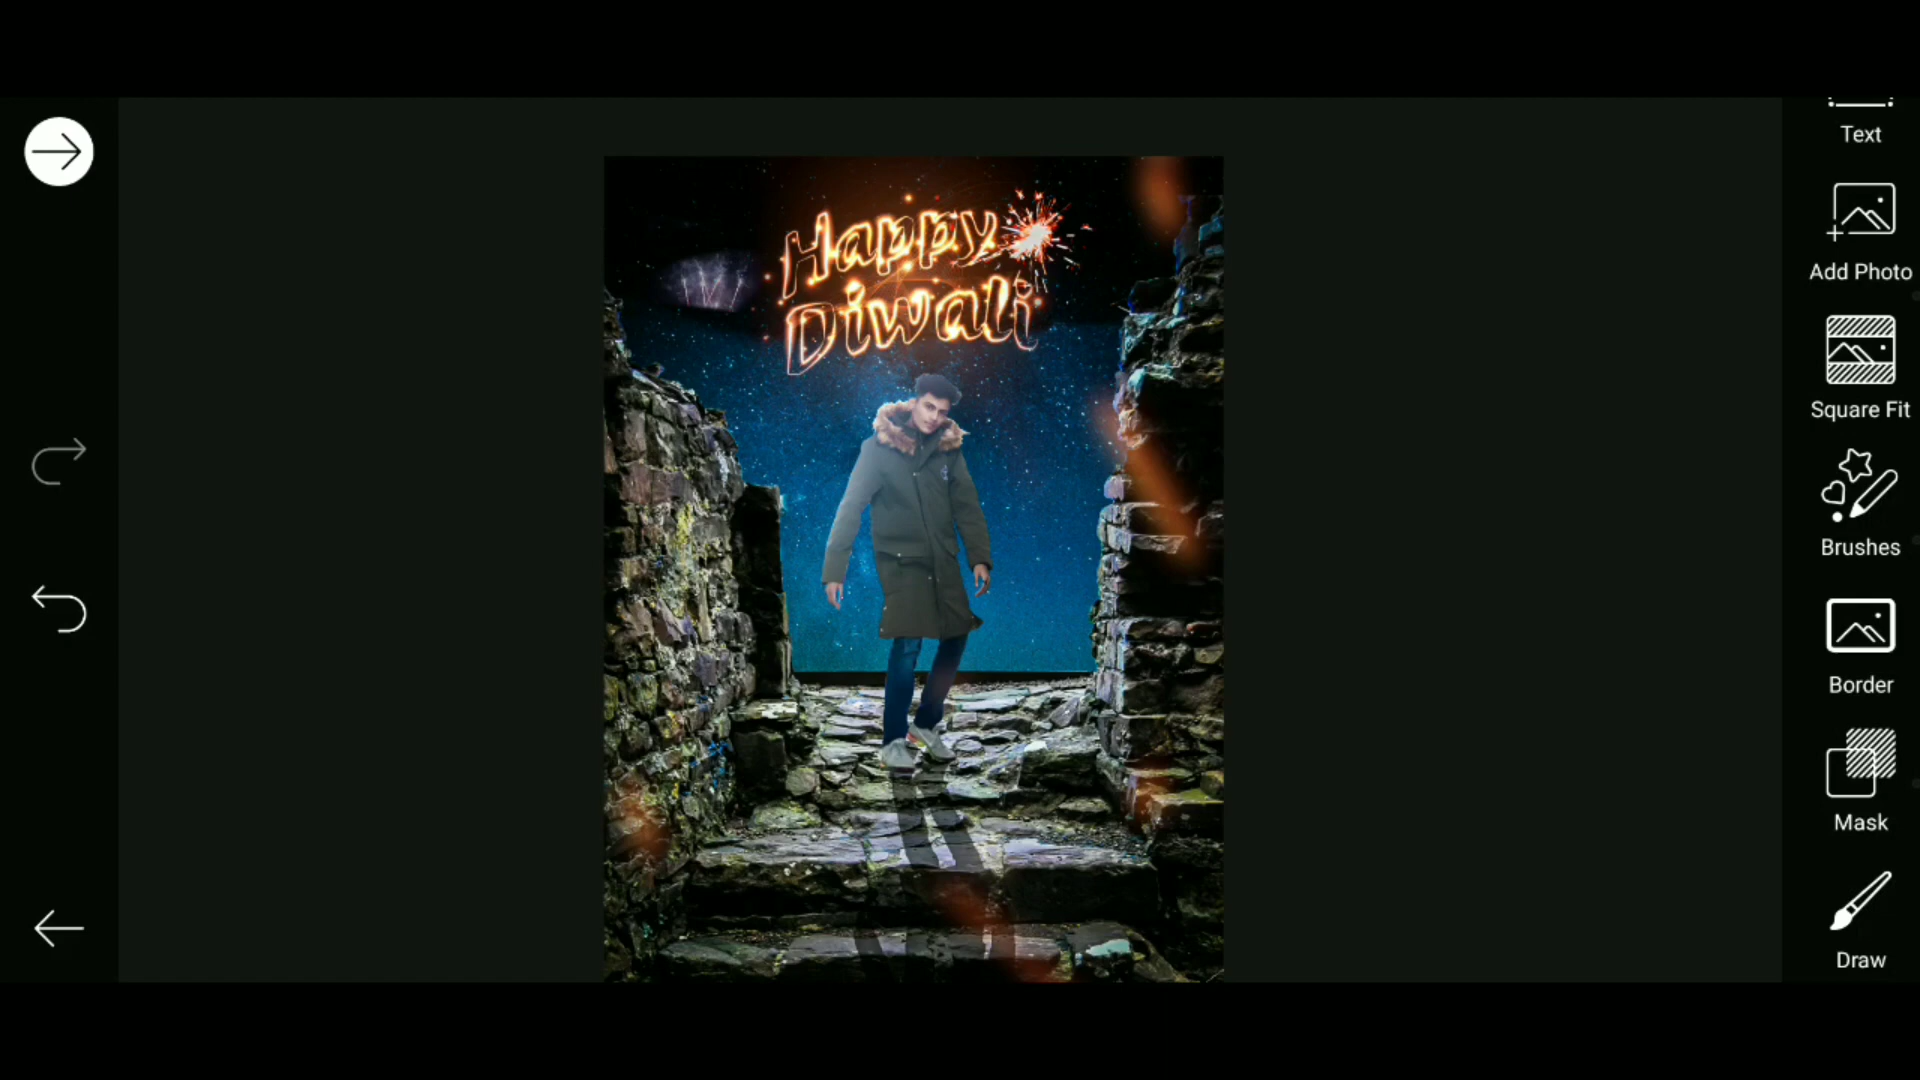 Happy
Diwali
Text
Add Photo
Square Fit
Brushes
Border
Mask
Draw